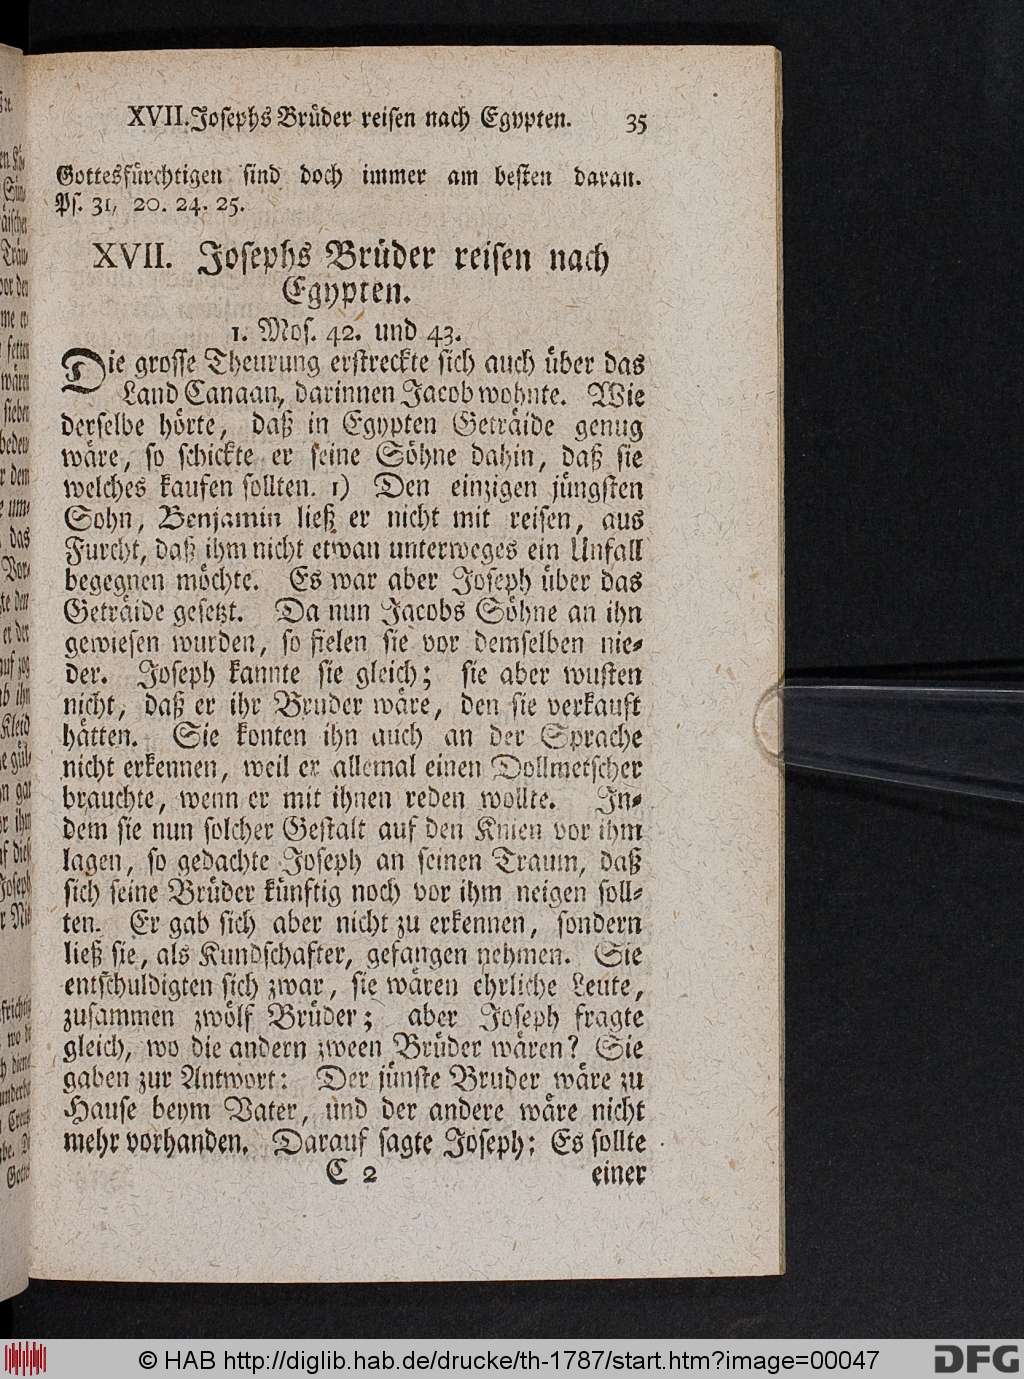 XVII. Josephs Brüder reisen nach Egypten. 35
Gottesfürchtigen sind doch immer am besten daran.
Ps. 31, 20. 24. 25.
XVII. Josephs Brüder reisen nach
Egypten.
1. Mos. 42. und 43.
Die grosse Theurung erstreckte sich auch über das
Land Canaan, darinnen Jacob wohnte. Wie
derselbe hörte, daß in Egypten Geträide genug
wäre, so schickte er seine Söhne dahin, daß sie
welches kaufen sollten. 1) Den einzigen jüngsten
Sohn, Benjamin ließ er nicht mit reisen, aus
Furcht, daß ihm nicht etwan unterweges ein Unfall
begegnen möchte. Es war aber Joseph über das
Geträide gesetzt. Da nun Jacobs Söhne an ihn
gewiesen wurden, so fielen sie vor demselben nie-
der. Joseph kannte sie gleich; sie aber wusten
nicht, daß er ihr Bruder wäre, den sie verkauft
hätten. Sie konten ihn auch an der Sprache
nicht erkennen, weil er allemal einen Dollmetscher
brauchte, wenn er mit ihnen reden wollte. In-
dem sie nun solcher Gestalt auf den Knien vor ihm
lagen, so gedachte Joseph an seinen Traum, daß
sich seine Brüder künftig noch vor ihm neigen soll-
ten. Er gab sich aber nicht zu erkennen, sondern
ließ sie, als Kundschafter, gefangen nehmen. Sie
entschuldigten sich zwar, sie wären ehrliche Leute,
zusammen zwölf Brüder; aber Joseph fragte
gleich, wo die andern zween Brüder wären? Sie
gaben zur Antwort: Der jünste Bruder wäre zu
Hause beym Vater, und der andere wäre nicht
mehr vorhanden. Darauf sagte Joseph: Es sollte
C 2 einer
© HAB http://diglib.hab.de/drucke/th-1787/start.htm?image=00047
DFG